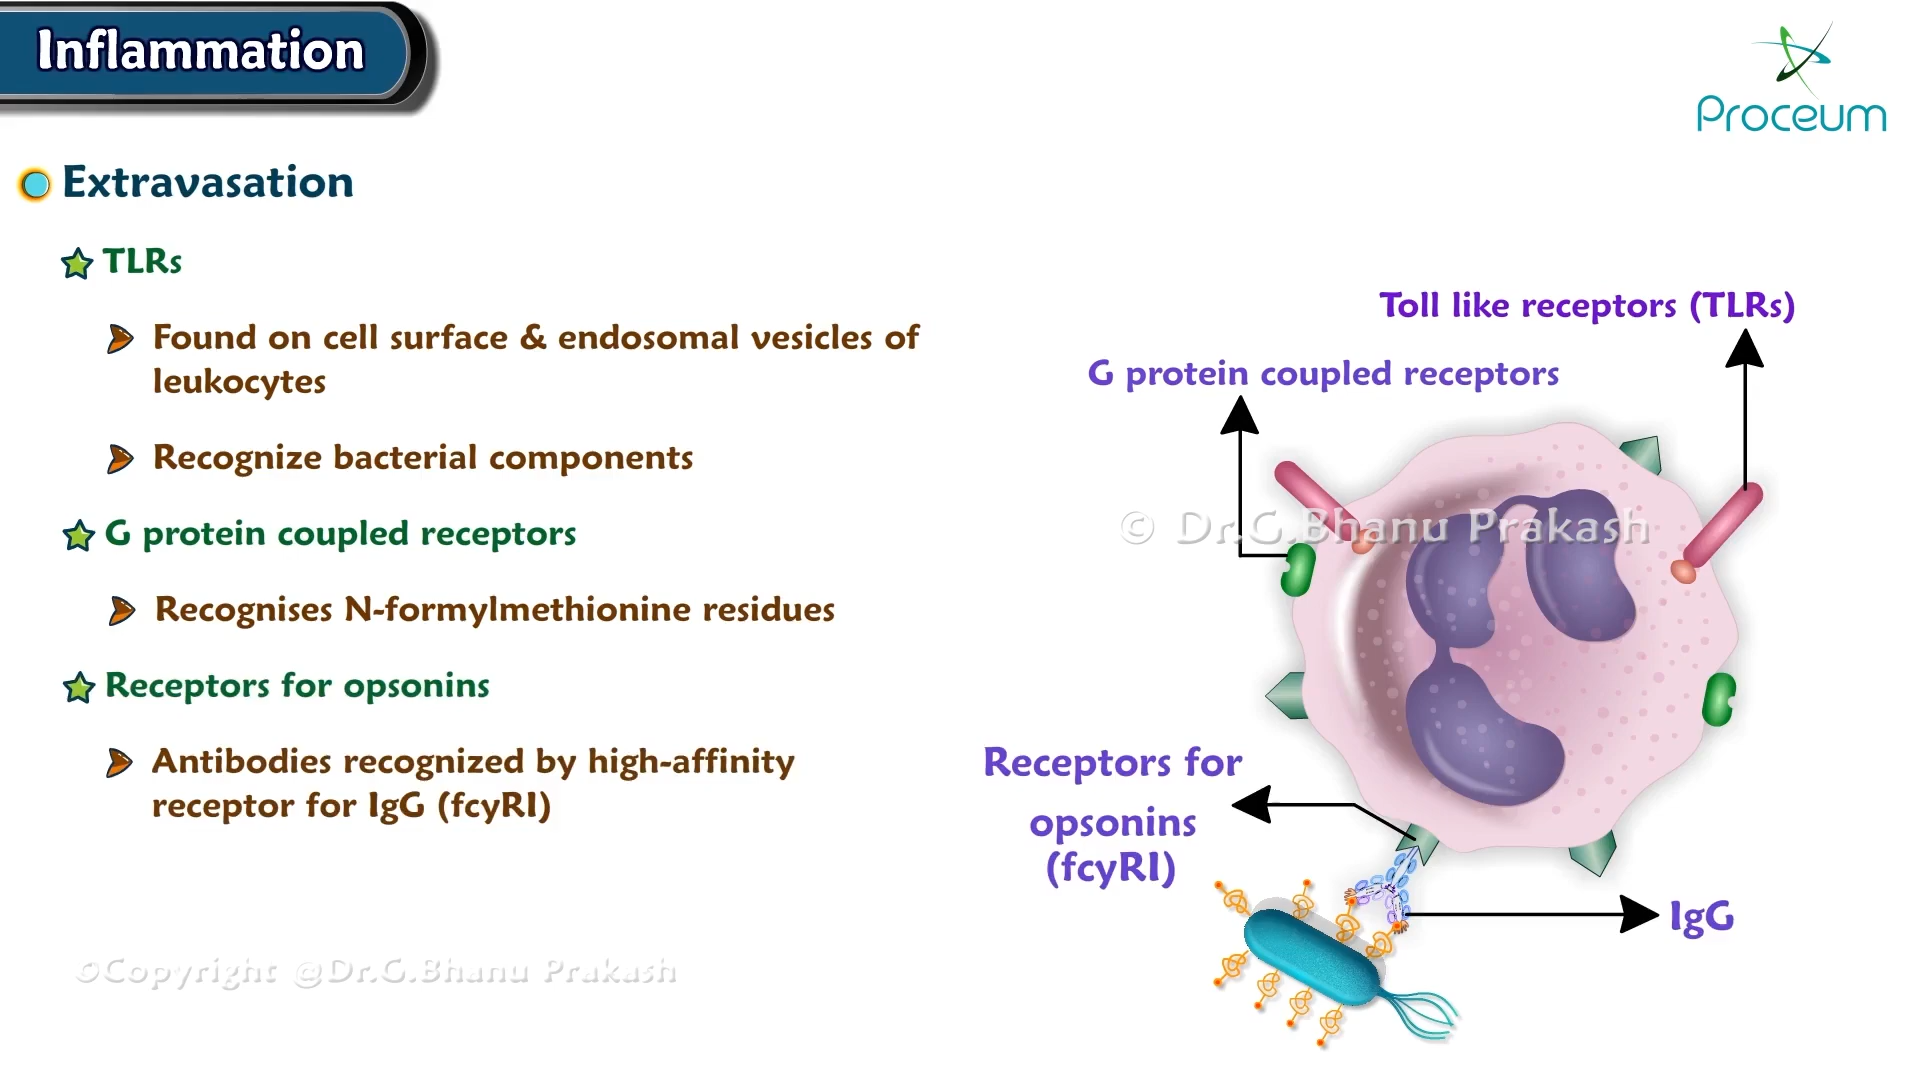 Inflammation
Proceum
Extravasation
TLRs
Found on cell surface & endosomal vesicles of
leukocytes
Recognize bacterial components
G protein coupled receptors
Recognises N-formylmethionine residues
Receptors for opsonins
Antibodies recognized by high-affinity
receptor for IgG (fcyRI)
Toll like receptors (TLRs)
G protein coupled receptors
© Dr.G.Bhanu Prakash
Receptors for
opsonins
(fcyRI)
IgG
©Copyright @Dr.G.Bhanu Prakash